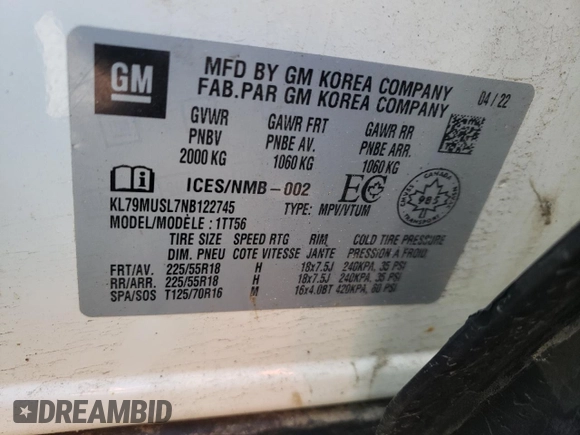 GM
MFD BY GM KOREA COMPANY
FAB.PAR GM KOREA COMPANY
04/22
GVWR GAWR FRT GAWR RR
PNBV PNBE AV. PNBE ARR.
2000 KG 1060 KG 1060 KG
ICES/NMB-002 EC
CANADA 985 TRANSPORT
KL79MUSL7NB122745 TYPE: MPV/VTUM
MODEL/MODÈLE : 1TT56
TIRE SIZE SPEED RTG RIM COLD TIRE PRESSURE
DIM. PNEU COTE VITESSE JANTE PRESSION A FROID
FRT/AV. 225/55R18 H 18x7.5J 240KPA, 35 PSI
RR/ARR. 225/55R18 H 18x7.5J 240KPA, 35 PSI
SPA/SOS T125/70R16 M 16x4.0BT 420KPA, 60 PSI
DREAMBID